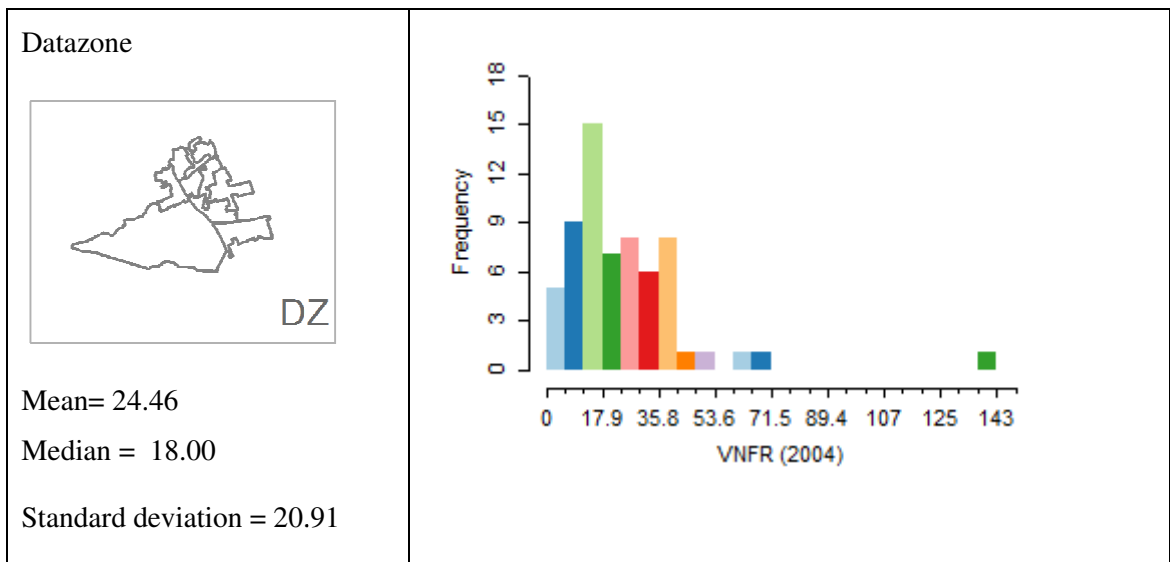 Datazone
DZ
Mean= 24.46
Median = 18.00
Standard deviation = 20.91
18
15
12
9
6
3
0
Frequency
0 17.9 35.8 53.6 71.5 89.4 107 125 143
VNFR (2004)